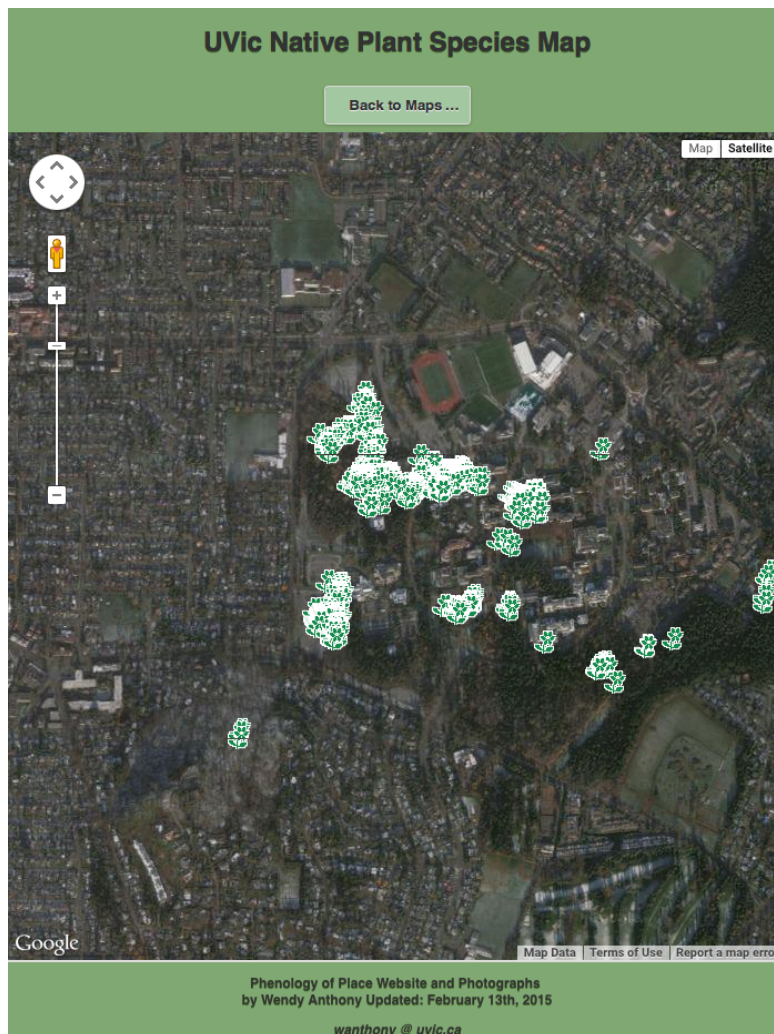 UVic Native Plant Species Map
Back to Maps ...
Map Satellite
Google
Map Data Terms of Use Report a map erro
Phenology of Place Website and Photographs
by Wendy Anthony Updated: February 13th, 2015
wanthony @ uvic.ca